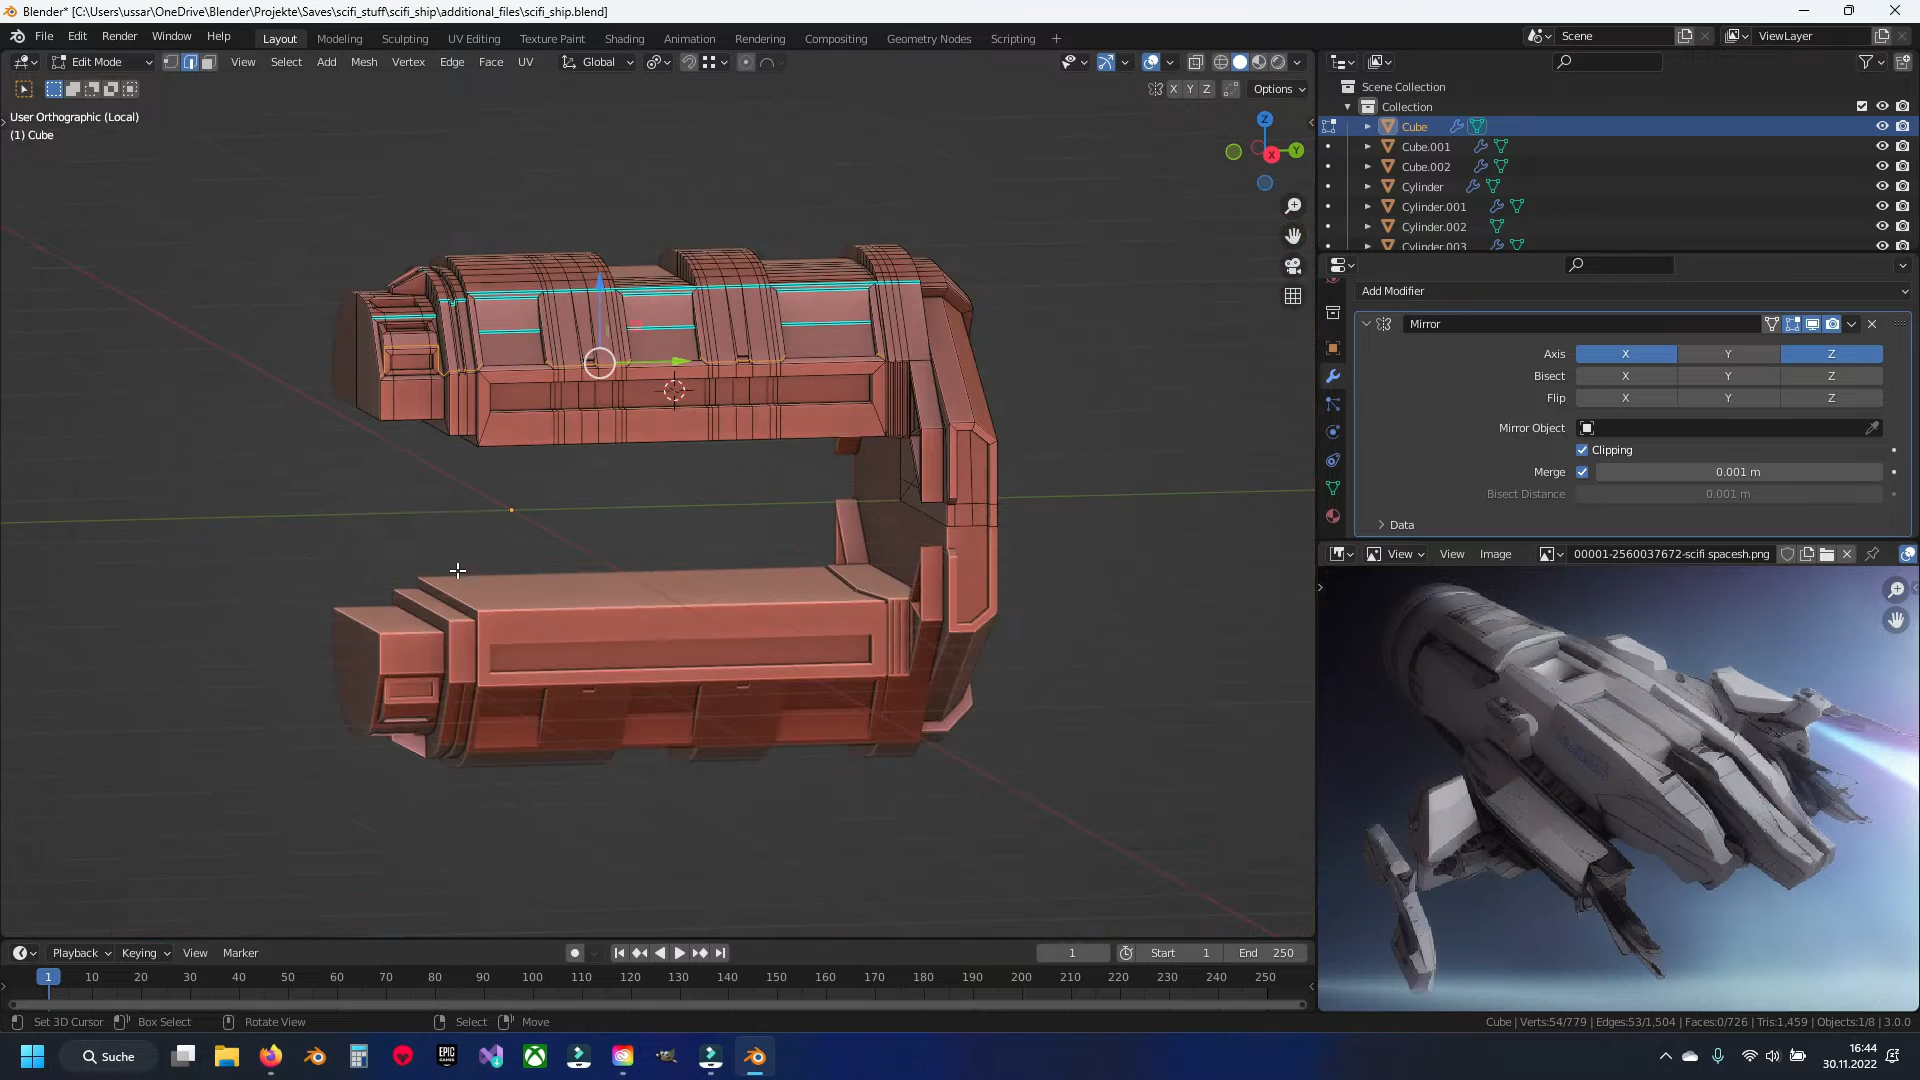 Blender* [C:\Users\ussar\OneDrive\Blender\Projekte\Saves\scifi_stuff\scifi_ship\additional_files\scifi_ship.blend]
File Edit Render Window Help Layout Modeling Sculpting UV Editing Texture Paint Shading Animation Rendering Compositing Geometry Nodes Scripting + Scene ViewLayer
Edit Mode View Select Add Mesh Vertex Edge Face UV Global
X Y Z Options
User Orthographic (Local)
(1) Cube
Z
Y
X
Scene Collection
Collection
Cube
Cube.001
Cube.002
Cylinder
Cylinder.001
Cylinder.002
Cylinder.003
Add Modifier
Mirror
Axis X Y Z
Bisect X Y Z
Flip X Y Z
Mirror Object
Clipping
Merge 0.001 m
Bisect Distance 0.001 m
Data
View View Image 00001-2560037672-scifi spacesh.png
Playback Keying View Marker 1 Start 1 End 250
1 10 20 30 40 50 60 70 80 90 100 110 120 130 140 150 160 170 180 190 200 210 220 230 240 250
Set 3D Cursor Box Select Rotate View Select Move Cube | Verts:54/779 | Edges:53/1,504 | Faces:0/726 | Tris:1,459 | Objects:1/8 | 3.0.0
Suche
EPIC
GAMES
16:44
30.11.2022